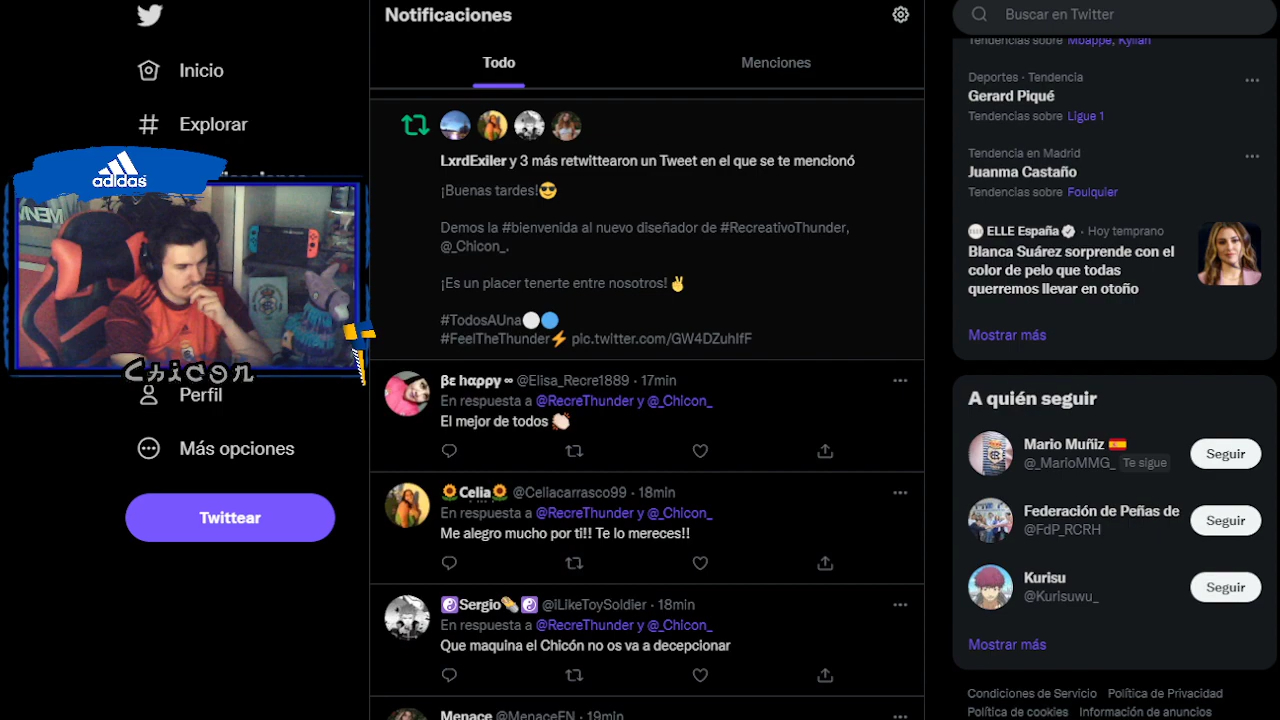 Inicio
Explorar
adidas
Chicon
Perfil
Más opciones
Twittear
Notificaciones
Todo
Menciones
LxrdExiler y 3 más retwittearon un Tweet en el que se te mencionó
¡Buenas tardes!😎
Demos la #bienvenida al nuevo diseñador de #RecreativoThunder,
@_Chicon_.
¡Es un placer tenerte entre nosotros!✌
#TodosAUna⚪🔵
#FeelTheThunder⚡ pic.twitter.com/GW4DZuhIfF
βε hαρρy ∞ @Elisa_Recre1889 · 17min
En respuesta a @RecreThunder y @_Chicon_
El mejor de todos 👏🏻
🌻Celia🌻 @Celiacarrasco99 · 18min
En respuesta a @RecreThunder y @_Chicon_
Me alegro mucho por ti!! Te lo mereces!!
☯Sergio ☯ @iLikeToySoldier · 18min
En respuesta a @RecreThunder y @_Chicon_
Que maquina el Chicón no os va a decepcionar
Menace @MenaceFN · 19min
Buscar en Twitter
Tendencias sobre Mbappé, Kylian
Deportes · Tendencia
Gerard Piqué
Tendencias sobre Ligue 1
Tendencia en Madrid
Juanma Castaño
Tendencias sobre Foulquier
ELLE España · Hoy temprano
Blanca Suárez sorprende con el
color de pelo que todas
querremos llevar en otoño
Mostrar más
A quién seguir
Mario Muñiz 🇪🇸
@_MarioMMG_ Te sigue
Seguir
Federación de Peñas de
@FdP_RCRH
Seguir
Kurisu
@Kurisuwu_
Seguir
Mostrar más
Condiciones de Servicio Política de Privacidad
Política de cookies Información de anuncios